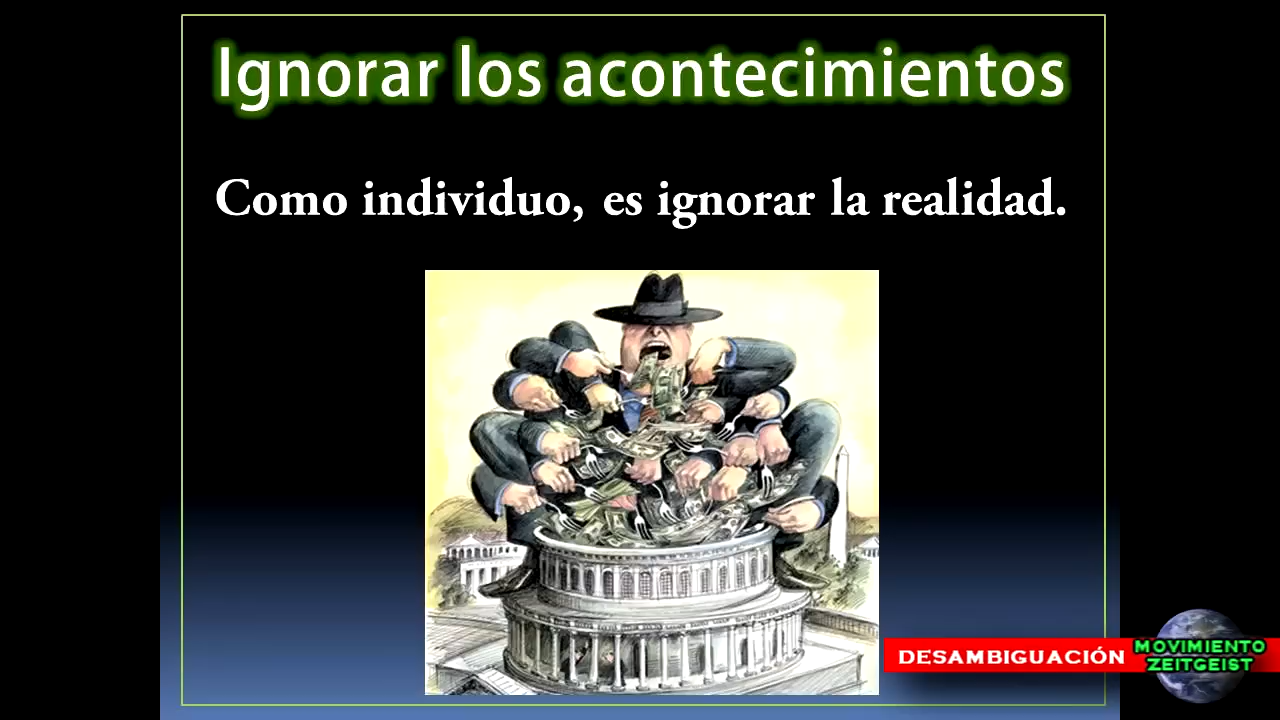 Ignorar los acontecimientos
Como individuo, es ignorar la realidad.
DESAMBIGUACIÓN
MOVIMIENTO
ZEITGEIST